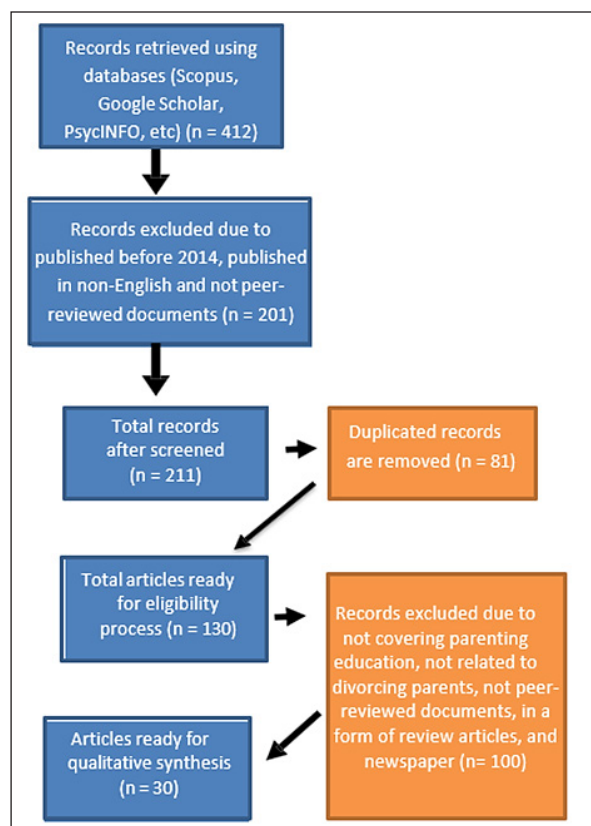 Records retrieved using
databases (Scopus,
Google Scholar,
PsycINFO, etc) (n = 412)
Records excluded due to
published before 2014, published
in non-English and not peer-
reviewed documents (n = 201)
Total records
after screened
(n = 211)
Duplicated records
are removed (n = 81)
Total articles ready
for eligibility
process (n = 130)
Records excluded due to
not covering parenting
education, not related to
divorcing parents, not peer-
reviewed documents, in a
form of review articles, and
newspaper (n= 100)
Articles ready for
qualitative synthesis
(n = 30)